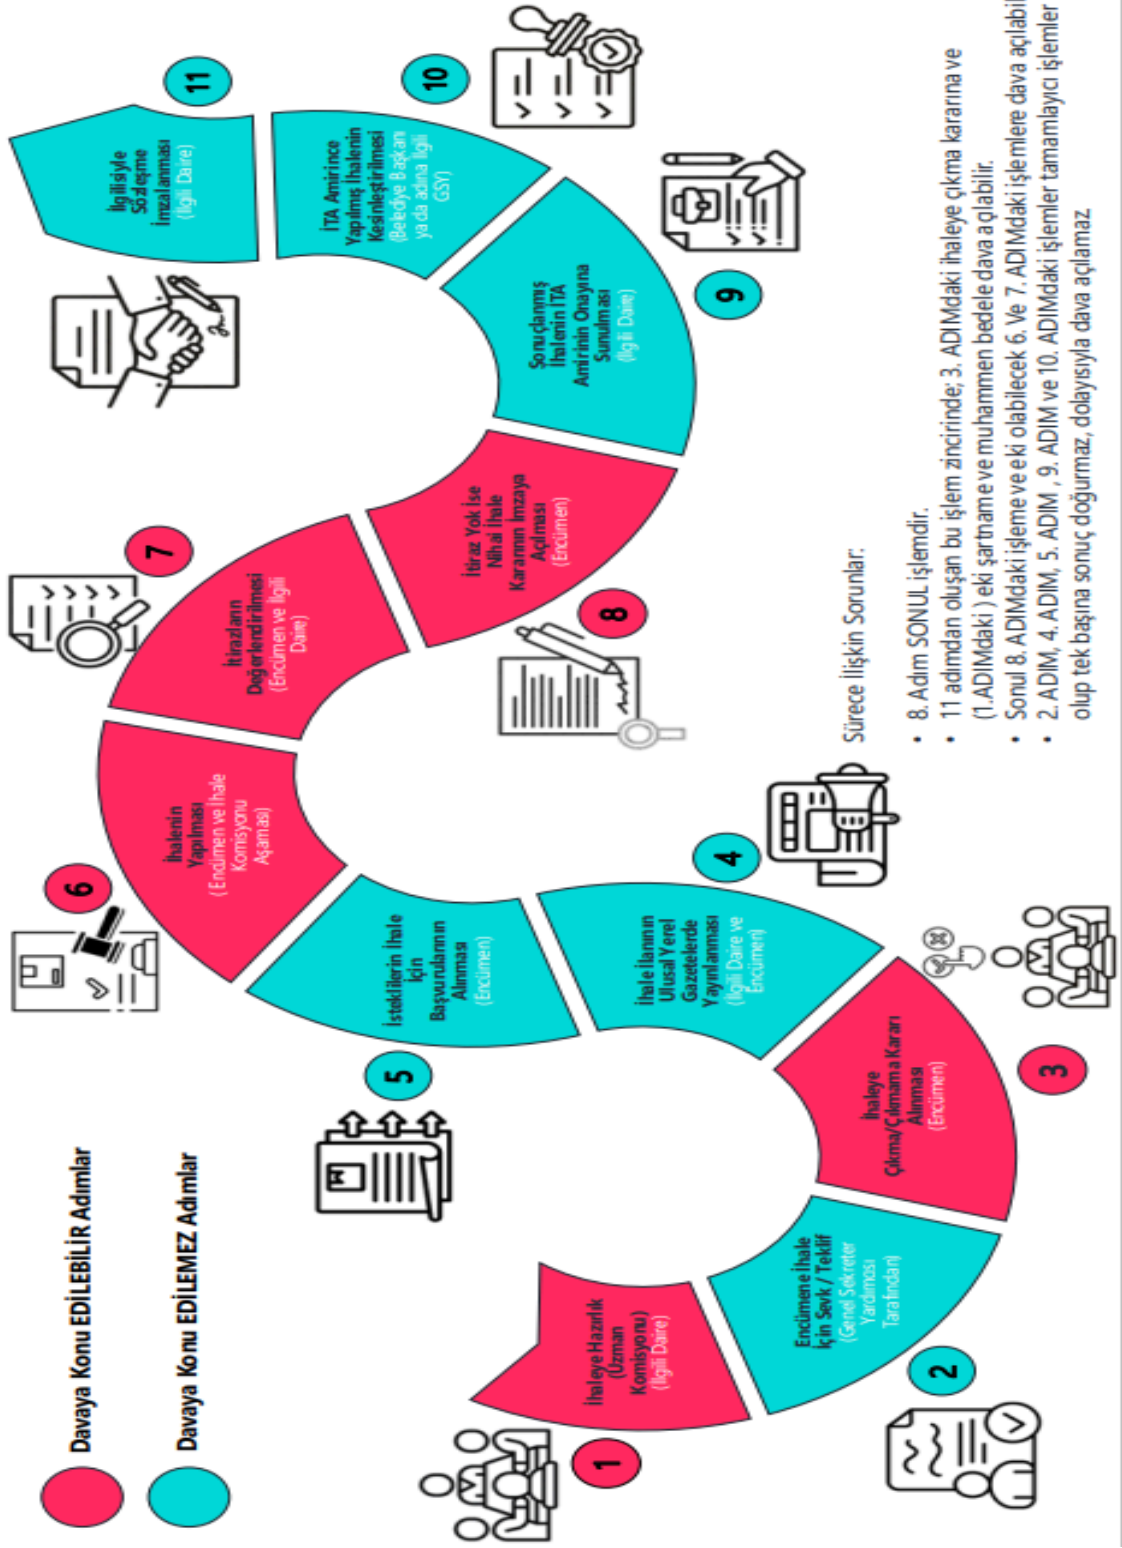 Davaya Konu EDİLEBİLİR Adımlar
Davaya Konu EDİLEMEZ Adımlar
1
İhaleye Hazırlık
(Uzman
Komisyonu)
(İlgili Daire)
2
Encümene İhale
İçin Sevk / Teklif
(Genel Sekreter
Yardımcısı
Tarafından)
3
İhaleye
Çıkma/Çıkmama Kararı
Alınması
(Encümen)
4
İhale İlanının
Ulusal Yerel
Gazetelerde
Yayınlanması
(İlgili Daire ve
Encümen)
5
İsteklilerin İhale
İçin
Başvurularının
Alınması
(Encümen)
6
İhalenin
Yapılması
( Encümen ve İhale
Komisyonu
Aşaması)
7
İtirazların
Değerlendirilmesi
(Encümen ve İlgili
Daire)
8
İtiraz Yok İse
Nihai İhale
Kararının İmzaya
Açılması
(Encümen)
9
Sonuçlanmış
İhalenin İTA
Amirinin Onayına
Sunulması
(İlgili Daire)
10
İTA Amirince
Yapılmış İhalenin
Kesinleştirilmesi
(Belediye Başkanı
ya da adına İlgili
GSY)
11
İlgilisiyle
Sözleşme
İmzalanması
(İlgili Daire)
Sürece İlişkin Sorunlar:
• 8. Adım SONUL işlemdir.
• 11 adımdan oluşan bu işlem zincirinde; 3. ADIMdaki ihaleye çıkma kararına ve
(1.ADIMdaki ) eki şartname ve muhammen bedele dava açılabilir.
• Sonul 8. ADIMdaki işleme ve eki olabilecek 6. Ve 7. ADIMdaki işlemlere dava açılabil
• 2. ADIM, 4. ADIM, 5. ADIM , 9. ADIM ve 10. ADIMdaki işlemler tamamlayıcı işlemler
olup tek başına sonuç doğurmaz, dolayısıyla dava açılamaz